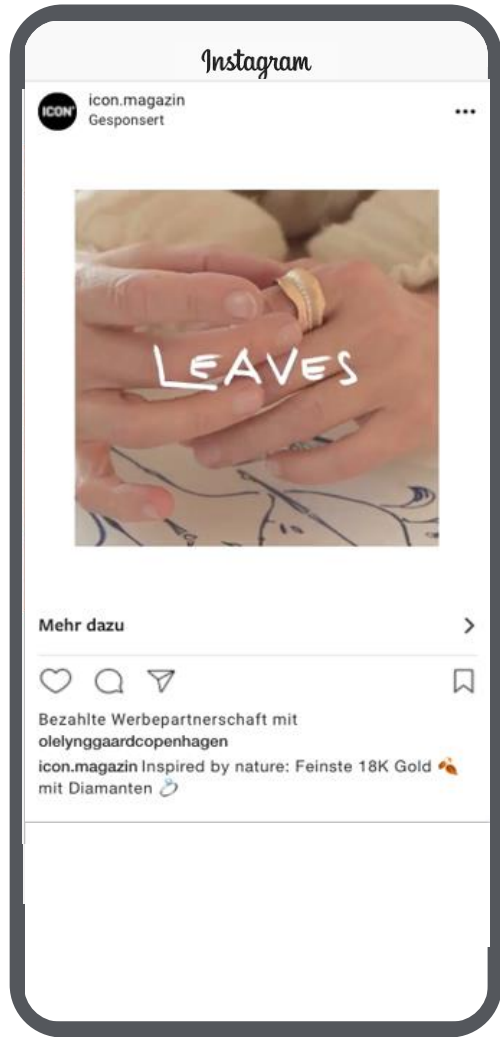 Instagram
ICON
icon.magazin
Gesponsert
LEAVES
Mehr dazu
Bezahlte Werbepartnerschaft mit
olelynggaardcopenhagen
icon.magazin Inspired by nature: Feinste 18K Gold 🍂
mit Diamanten 💍